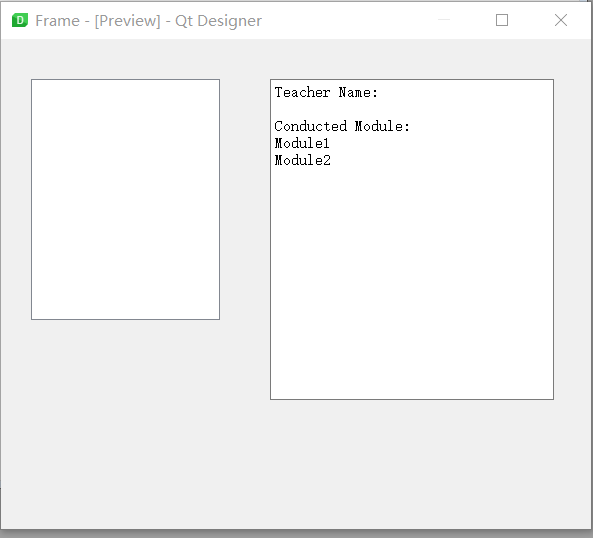 D Frame - [Preview] - Qt Designer
Teacher Name:
Conducted Module:
Module1
Module2